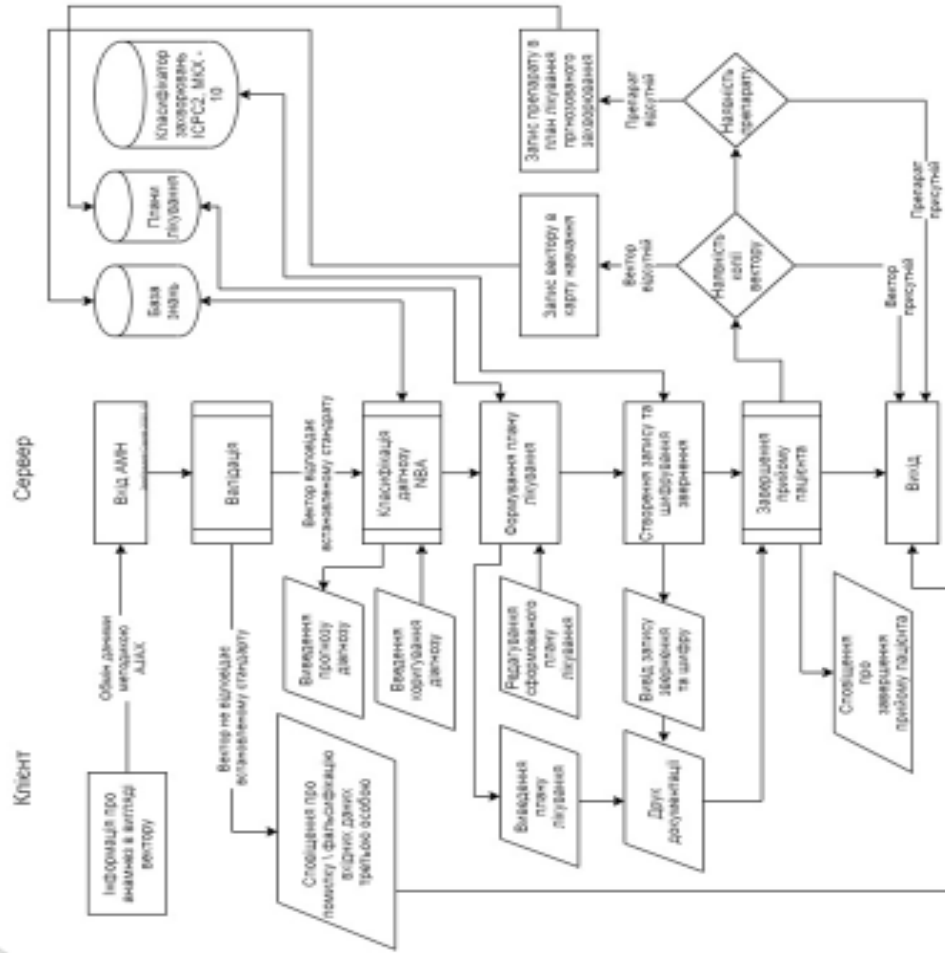 Клієнт
Сервер
Інформація про
анамнез в вигляді
вектору
Обмін даними
методикою
AJAX
Вхід АМН
База
знань
Плани
лікування
Класифікатор
захворювань
ICPC2, МКХ -
10
Валідація
Вектор не відповідає
встановленому стандарту
Вектор відповідає
встановленому стандрату
Сповіщення про
помилку \ фальсифікацію
вхідних даних
третьою особою
Виведення
прогнозу
діагнозу
Введення
коригування
діагнозу
Класифікація
діагнозу
NBA
Виведення
плану
лікування
Редагування
сформованого
плану
лікування
Формування плану
лікування
Запис вектору в
карту навчання
Запис препарату в
план лікування
пргнозованого
захворювання
Друк
документації
Вивід запису
звернення
та шифру
Створення запису та
шифрування
звернення
Вектор
відсутній
Препарат
відсутній
Наявність
копії
вектору
Наявність
препарату
Завершення
прийому
пацієнта
Сповіщення
про
завершення
прийому пацієнта
Вектор
присутній
Препарат
присутній
Вихід